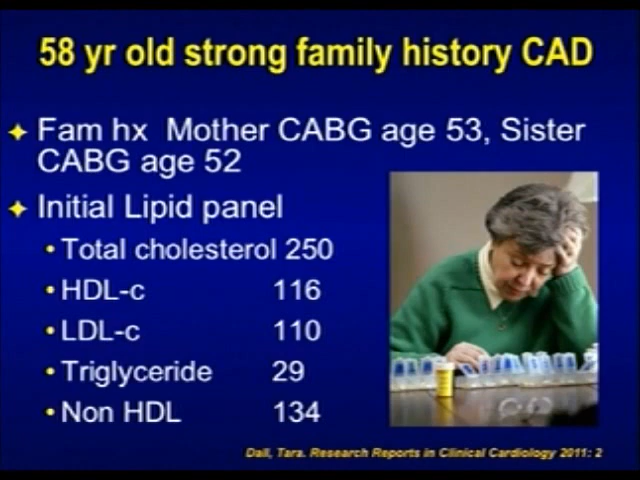 58 yr old strong family history CAD
✦ Fam hx Mother CABG age 53, Sister
CABG age 52
✦ Initial Lipid panel
• Total cholesterol 250
• HDL-c 116
• LDL-c 110
• Triglyceride 29
• Non HDL 134
Dall, Tara. Research Reports in Clinical Cardiology 2011: 2